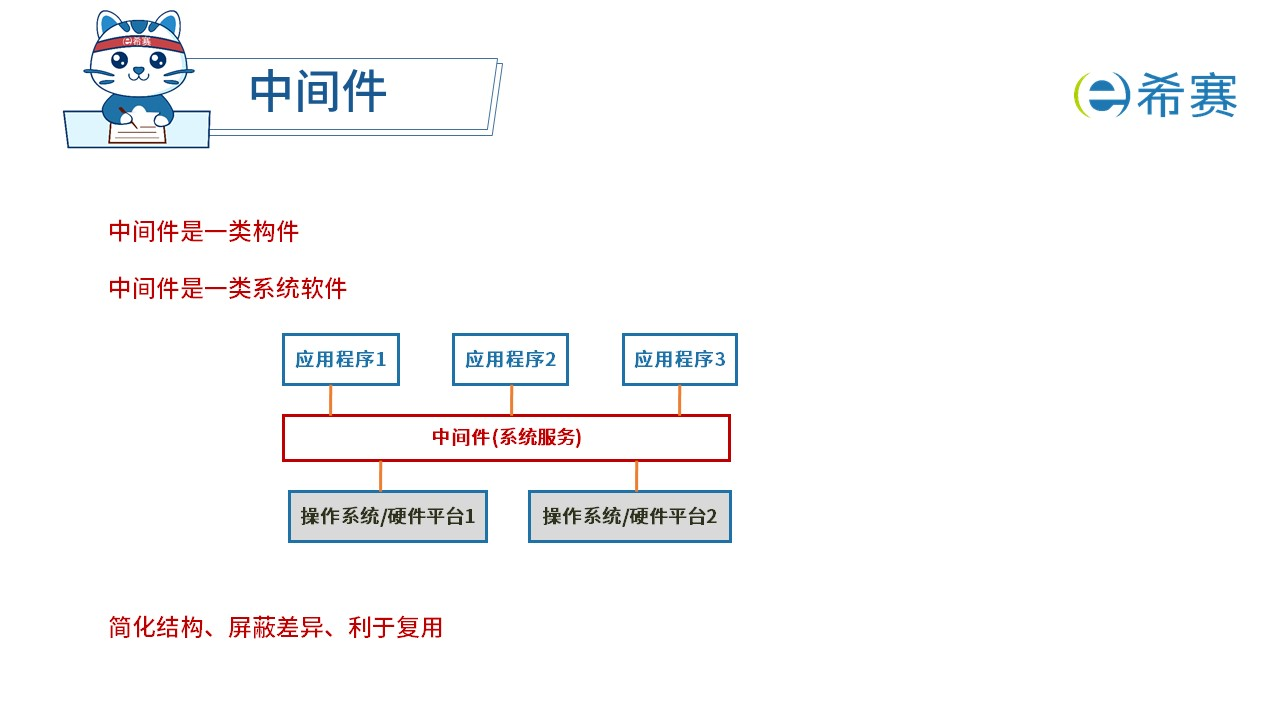 希赛
中间件
希赛
中间件是一类构件
中间件是一类系统软件
应用程序1
应用程序2
应用程序3
中间件(系统服务)
操作系统/硬件平台1
操作系统/硬件平台2
简化结构、屏蔽差异、利于复用